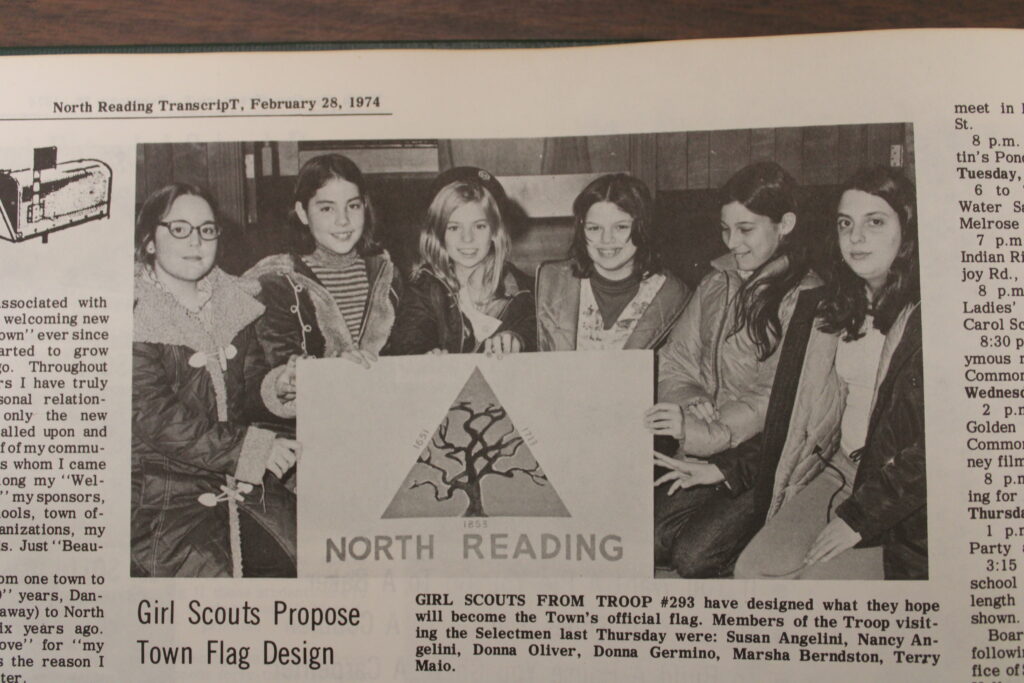 North Reading TranscripT, February 28, 1974
associated with
welcoming new
own" ever since
arted to grow
go. Throughout
rs I have truly
sonal relation-
only the new
alled upon and
f of my commu-
s whom I came
ong my "Wel-
" my sponsors,
ools, town of-
anizations, my
s. Just "Beau-
om one town to
" years, Dan-
away) to North
ix years ago.
ove" for "my
s the reason I
ter.
1651
1713
1853
NORTH READING
Girl Scouts Propose
Town Flag Design
GIRL SCOUTS FROM TROOP #293 have designed what they hope
will become the Town's official flag. Members of the Troop visit-
ing the Selectmen last Thursday were: Susan Angelini, Nancy An-
gelini, Donna Oliver, Donna Germino, Marsha Berndston, Terry
Maio.
meet in
St.
8 p.m.
tin's Pond
Tuesday,
6 to
Water Sa
Melrose
7 p.m
Indian Ri
joy Rd.,
8 p.m
Ladies'
Carol Sc
8:30 p
ymous m
Common
Wednesd
2 p.m
Golden
Common
ney film
8 p.m
ing for
Thursda
1 p.m
Party
3:15
school
length
shown.
Boar
followin
fice of S